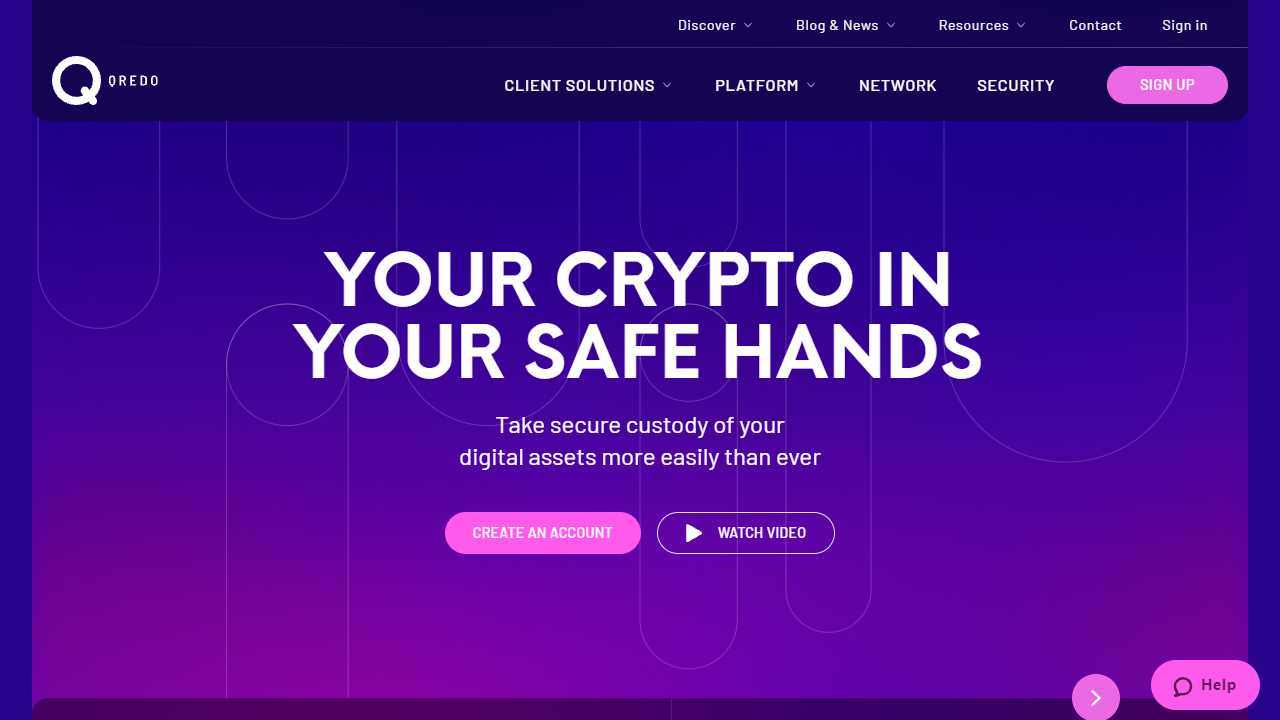 Discover
Blog & News
Resources
Contact
Sign in
QREDO
CLIENT SOLUTIONS
PLATFORM
NETWORK
SECURITY
SIGN UP
YOUR CRYPTO IN
YOUR SAFE HANDS
Take secure custody of your
digital assets more easily than ever
CREATE AN ACCOUNT
WATCH VIDEO
Help